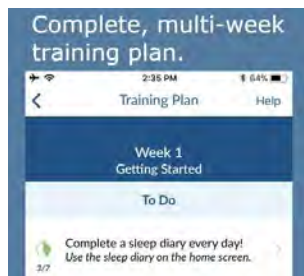 Complete, multi-week
training plan.
2:35 PM
64%
Training Plan
Help
Week 1
Getting Started
To Do
Complete a sleep diary every day!
Use the sleep diary on the home screen.
2/7